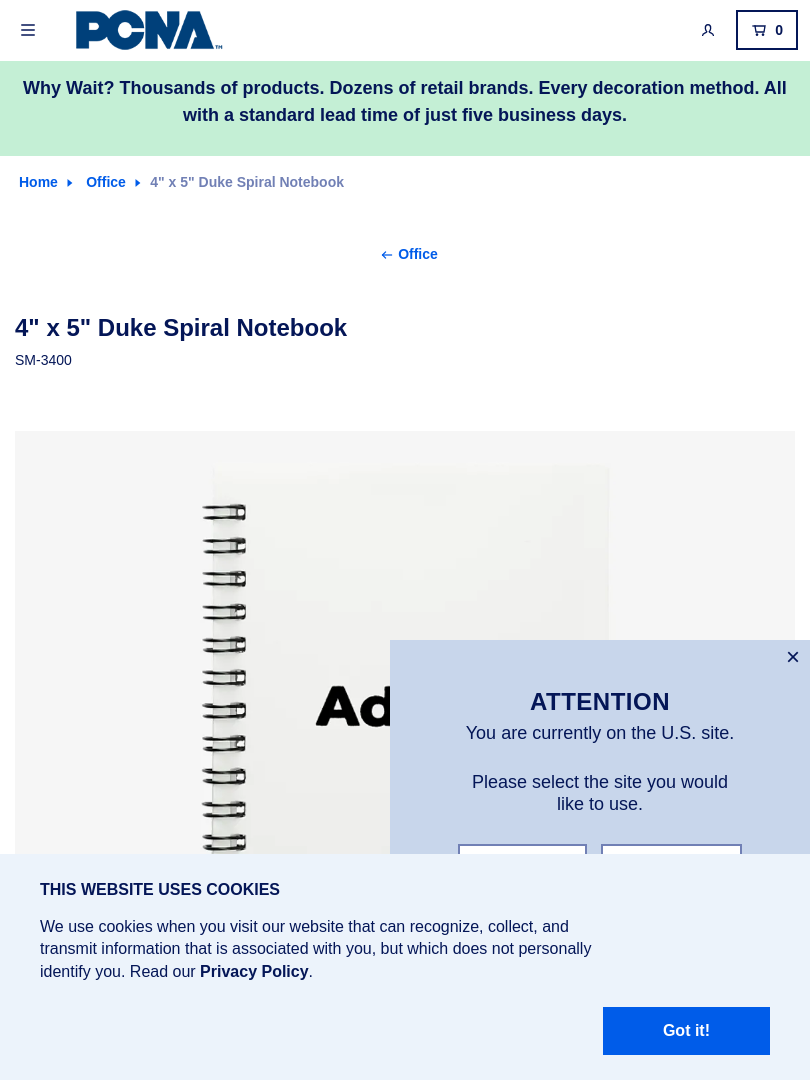 PCNA™
0
Why Wait? Thousands of products. Dozens of retail brands. Every decoration method. All
with a standard lead time of just five business days.
Home Office 4" x 5" Duke Spiral Notebook
Office
4" x 5" Duke Spiral Notebook
SM-3400
Ad
ATTENTION
You are currently on the U.S. site.
Please select the site you would
like to use.
THIS WEBSITE USES COOKIES
We use cookies when you visit our website that can recognize, collect, and
transmit information that is associated with you, but which does not personally
identify you. Read our Privacy Policy.
Got it!